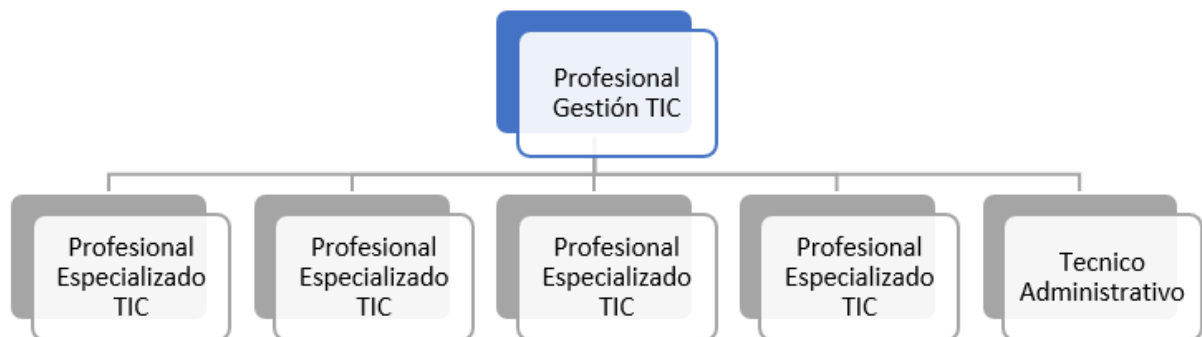 Profesional
Gestión TIC
Profesional
Especializado
TIC
Profesional
Especializado
TIC
Profesional
Especializado
TIC
Profesional
Especializado
TIC
Tecnico
Administrativo